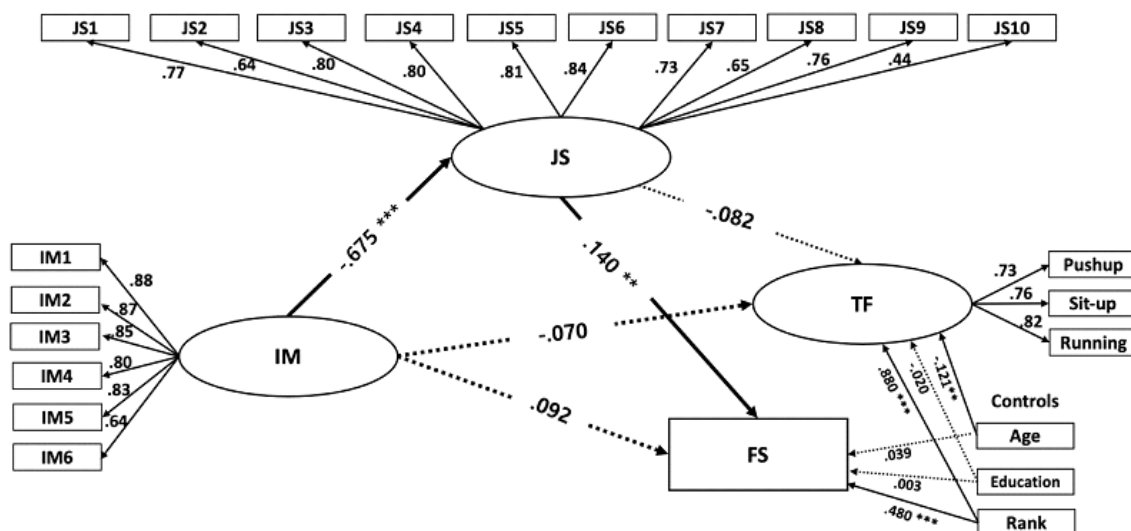 JS1 JS2 JS3 JS4 JS5 JS6 JS7 JS8 JS9 JS10
.77 .64 .80 .80 .81 .84 .73 .65 .76 .44
JS
-.675 ***
.140 **
-.082
IM1
IM2
IM3
IM4
IM5
IM6
.88
.87
.85
.80
.83
.64
IM
-.070
.092
TF
.73
.76
.82
Pushup
Sit-up
Running
.880 ***
-.020
-.121**
Controls
Age
Education
Rank
FS
.039
.003
.480 ***